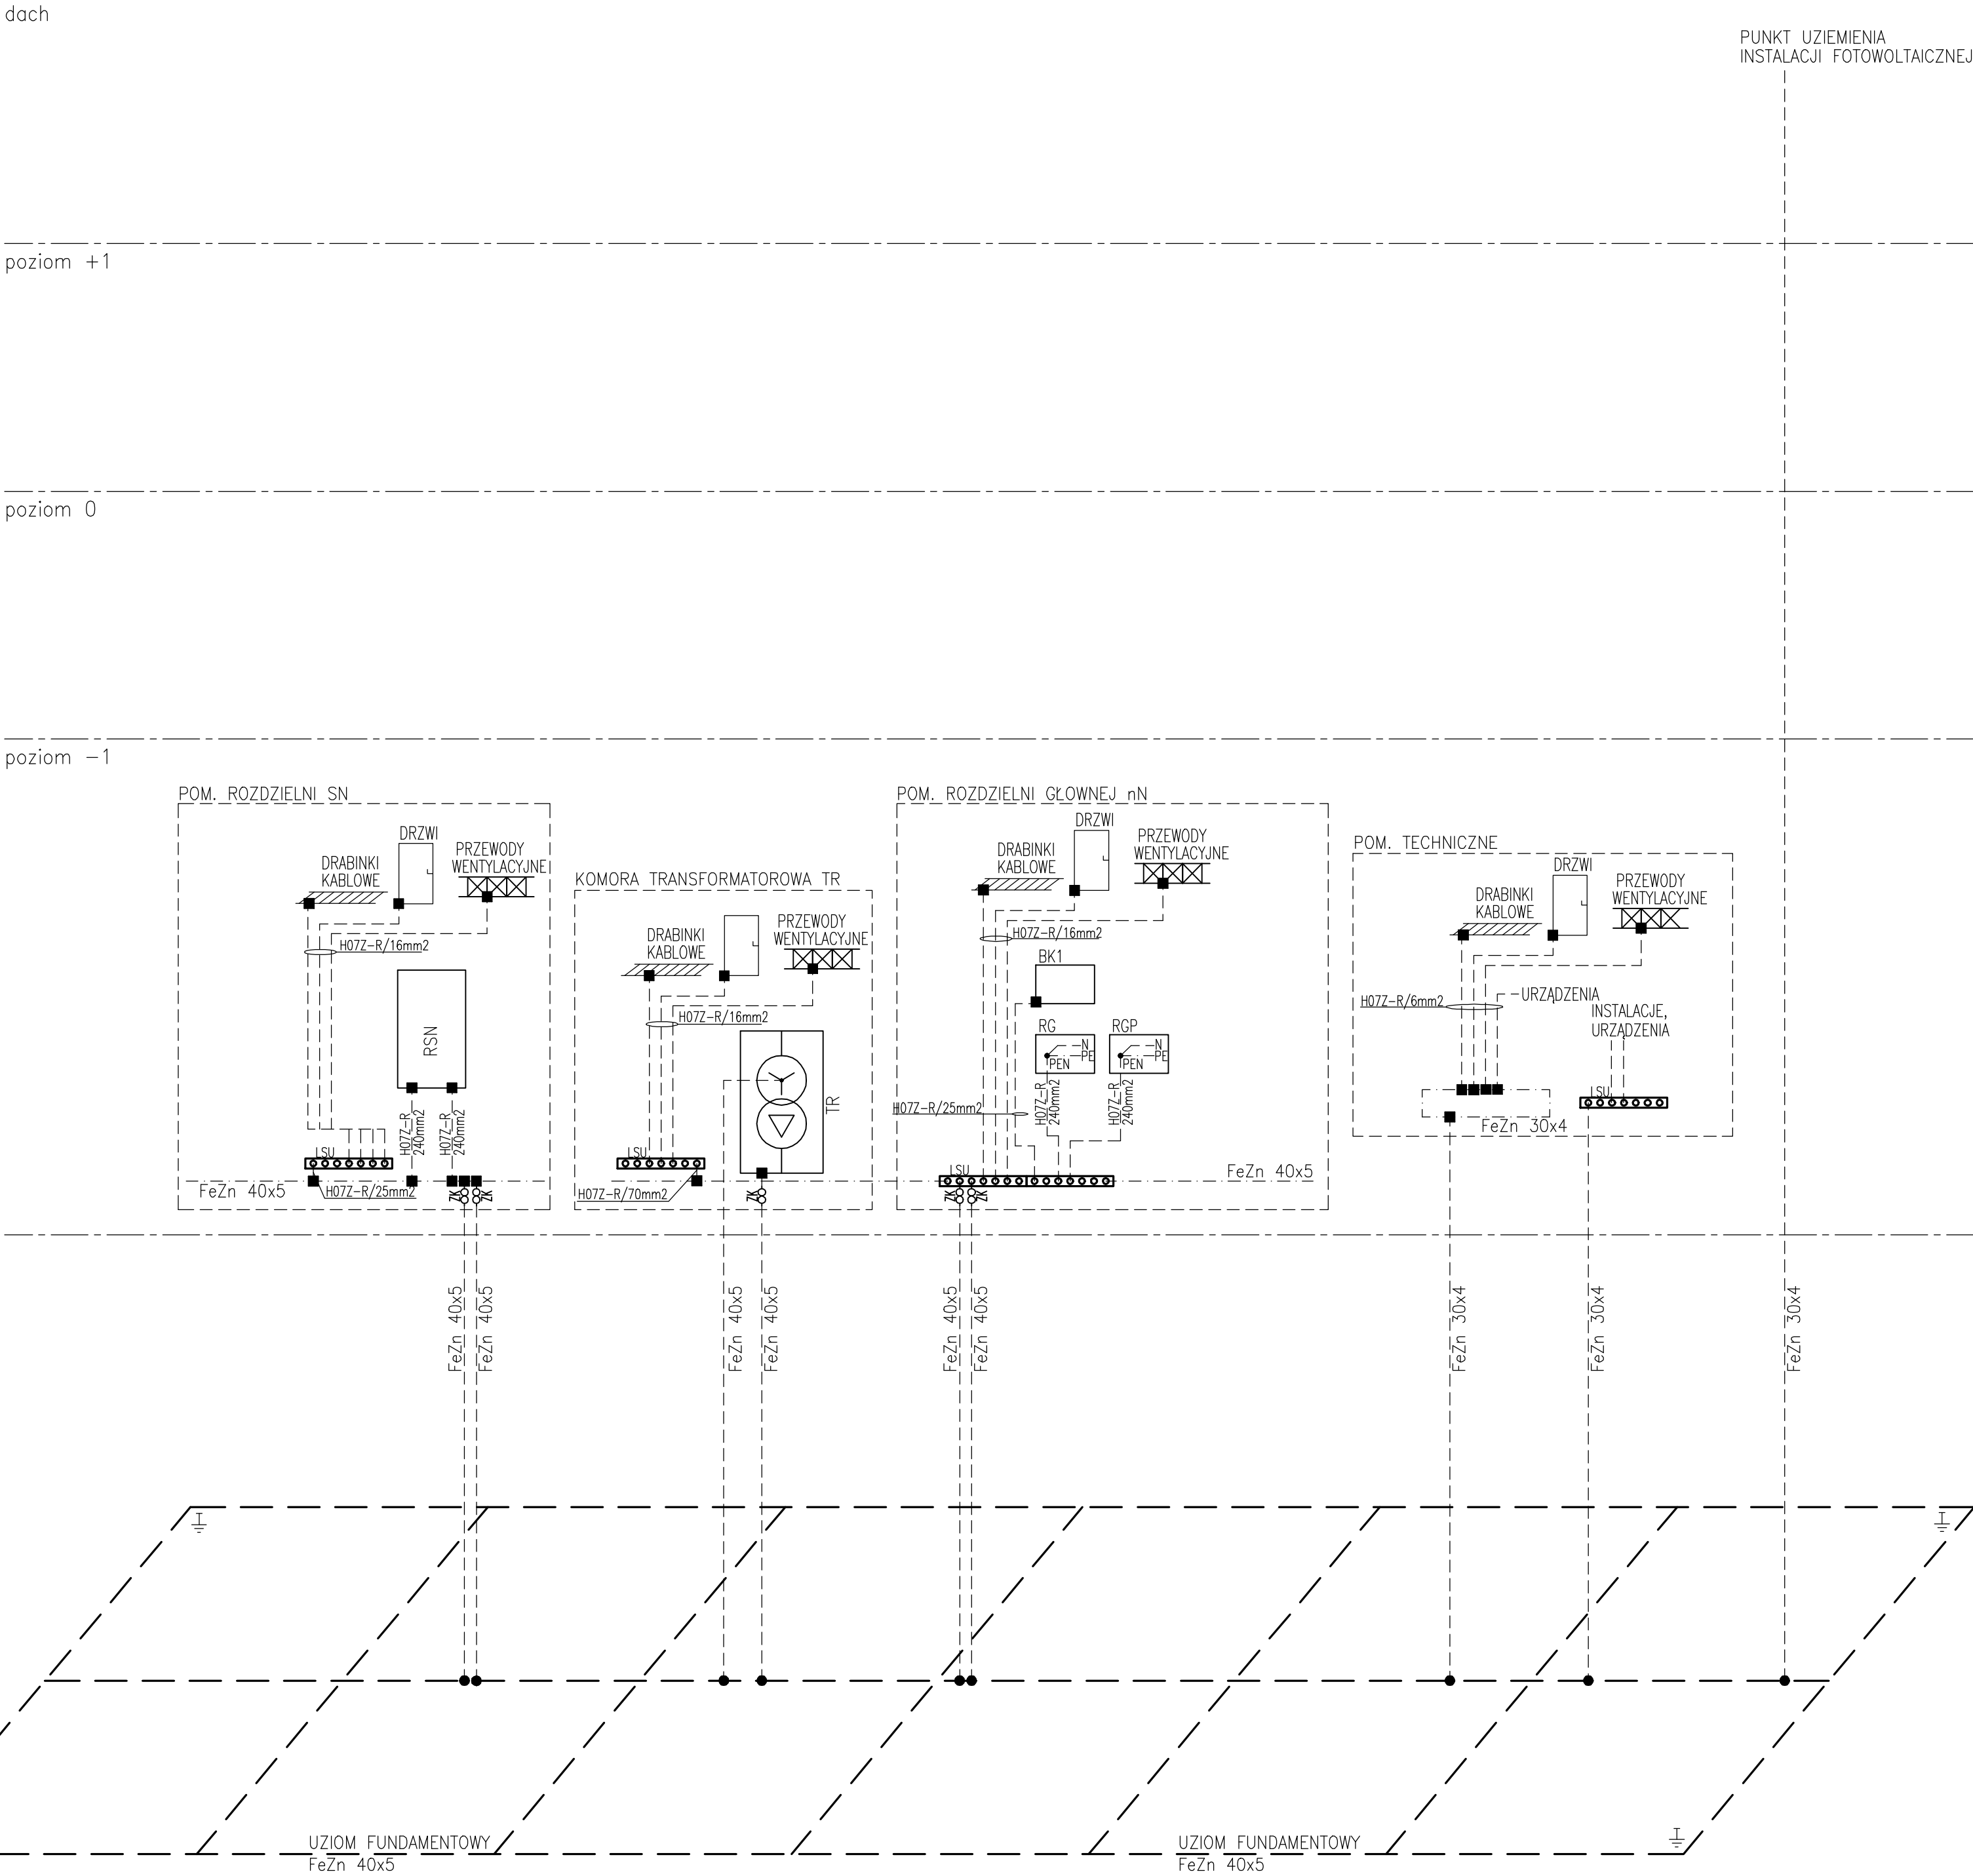 dach
PUNKT UZIEMIENIA
INSTALACJI FOTOWOLTAICZNEJ
poziom +1
poziom 0
poziom -1
POM. ROZDZIELNI SN
DRZWI
PRZEWODY
WENTYLACYJNE
DRABINKI
KABLOWE
H07Z-R/16mm2
RSN
H07Z-R
240mm2
H07Z-R
240mm2
LSU
FeZn 40x5
H07Z-R/25mm2
ZK
ZK
KOMORA TRANSFORMATOROWA TR
DRABINKI
KABLOWE
PRZEWODY
WENTYLACYJNE
H07Z-R/16mm2
TR
LSU
H07Z-R/70mm2
ZK
POM. ROZDZIELNI GŁOWNEJ nN
DRZWI
PRZEWODY
WENTYLACYJNE
DRABINKI
KABLOWE
H07Z-R/16mm2
BK1
RG
N
PE
PEN
RGP
N
PE
PEN
H07Z-R
240mm2
H07Z-R
240mm2
H07Z-R/25mm2
LSU
FeZn 40x5
ZK
ZK
POM. TECHNICZNE
DRZWI
PRZEWODY
WENTYLACYJNE
DRABINKI
KABLOWE
H07Z-R/6mm2
URZĄDZENIA
INSTALACJE,
URZĄDZENIA
LSU
FeZn 30x4
FeZn 40x5
FeZn 40x5
FeZn 40x5
FeZn 40x5
FeZn 40x5
FeZn 40x5
FeZn 30x4
FeZn 30x4
FeZn 30x4
UZIOM FUNDAMENTOWY
FeZn 40x5
UZIOM FUNDAMENTOWY
FeZn 40x5